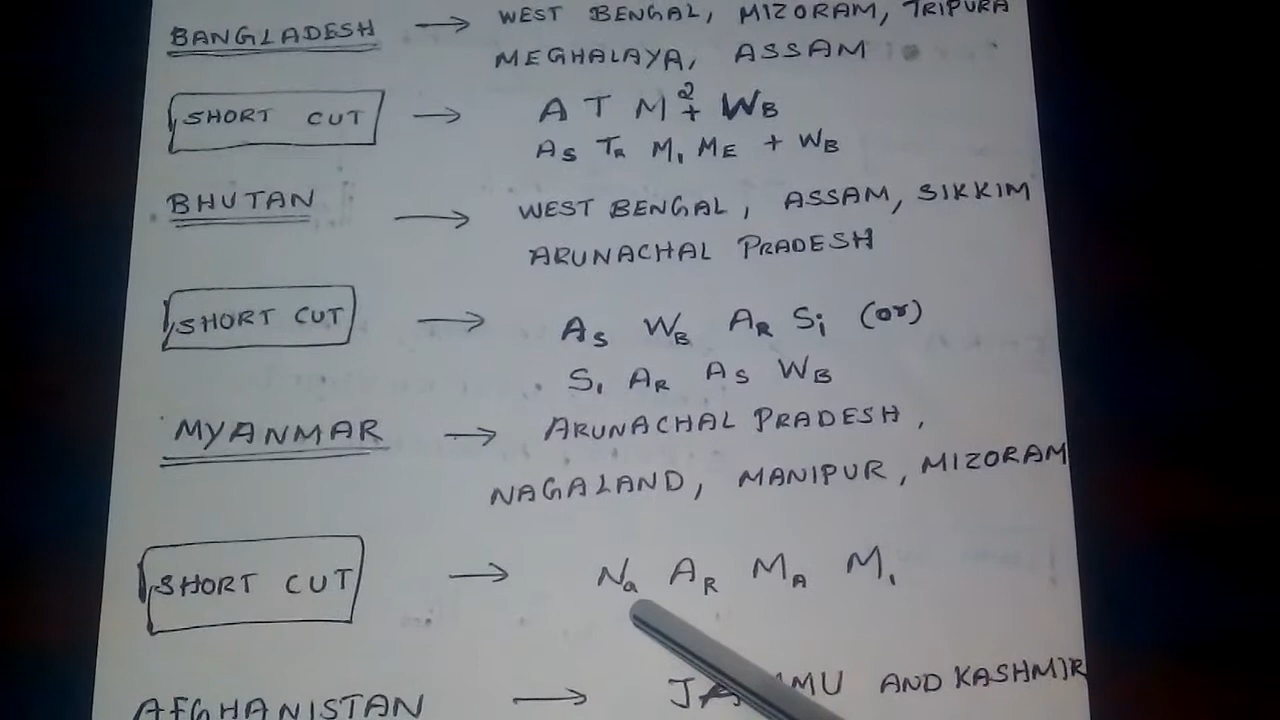 BANGLADESH → WEST BENGAL, MIZORAM, TRIPURA
MEGHALAYA, ASSAM
SHORT CUT → A T M² + WB
AS TR Mi ME + WB
BHUTAN → WEST BENGAL, ASSAM, SIKKIM
ARUNACHAL PRADESH
SHORT CUT → AS WB AR Si (or)
Si AR AS WB
MYANMAR → ARUNACHAL PRADESH,
NAGALAND, MANIPUR, MIZORAM
SHORT CUT → Na AR MA Mi
AFGHANISTAN → JAMMU AND KASHMIR